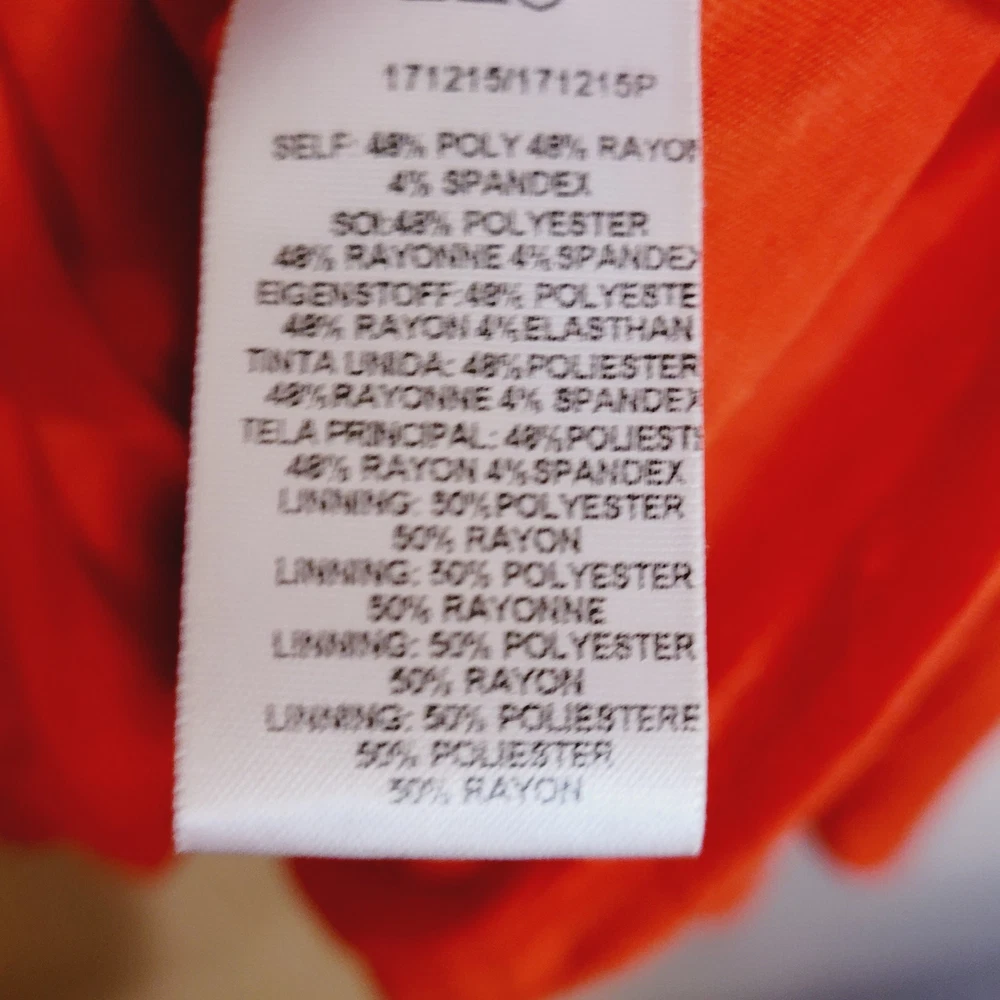 171215/171215P
SELF: 48% POLY 48% RAYON
4% SPANDEX
SOI:48% POLYESTER
48% RAYONNE 4% SPANDEX
EIGENSTOFF:48% POLYESTE
48% RAYON 4% ELASTHAN
TINTA UNIDA: 48% POLIESTER
48% RAYONNE 4% SPANDEX
TELA PRINCIPAL: 48% POLIESTE
48% RAYON 4% SPANDEX
LINNING: 50% POLYESTER
50% RAYON
LINNING: 50% POLYESTER
50% RAYONNE
LINNING: 50% POLYESTER
50% RAYON
LINNING: 50% POLIESTERE
50% POLIESTER
50% RAYON